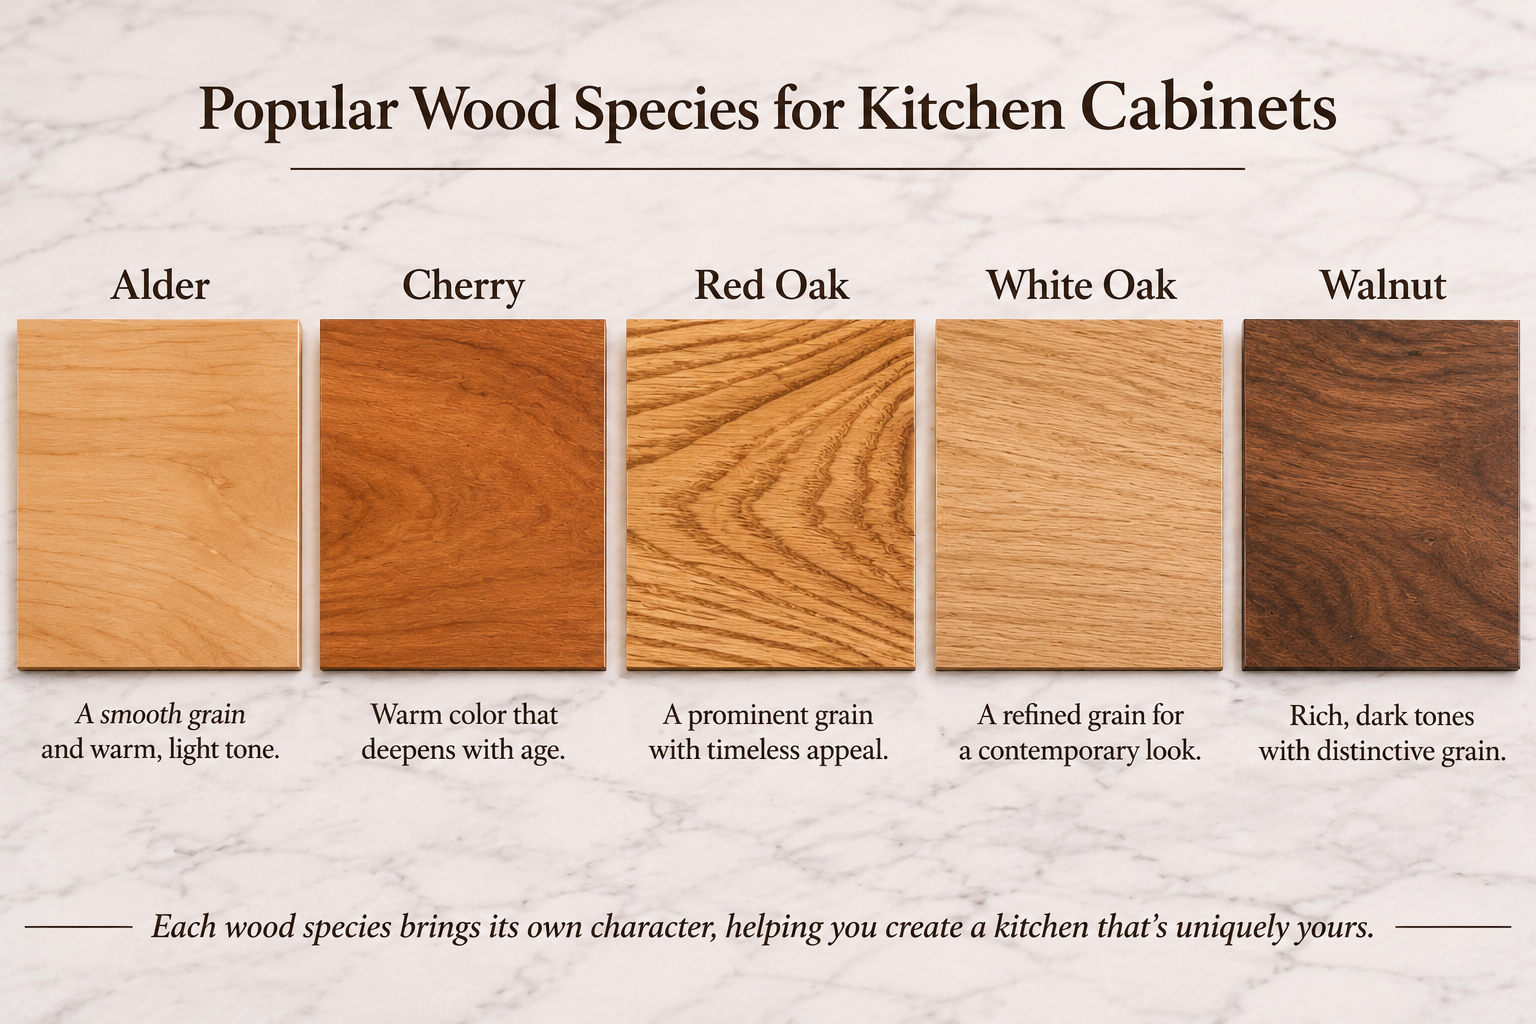 Popular Wood Species for Kitchen Cabinets
Alder
Cherry
Red Oak
White Oak
Walnut
A smooth grain
and warm, light tone.
Warm color that
deepens with age.
A prominent grain
with timeless appeal.
A refined grain for
a contemporary look.
Rich, dark tones
with distinctive grain.
Each wood species brings its own character, helping you create a kitchen that’s uniquely yours.